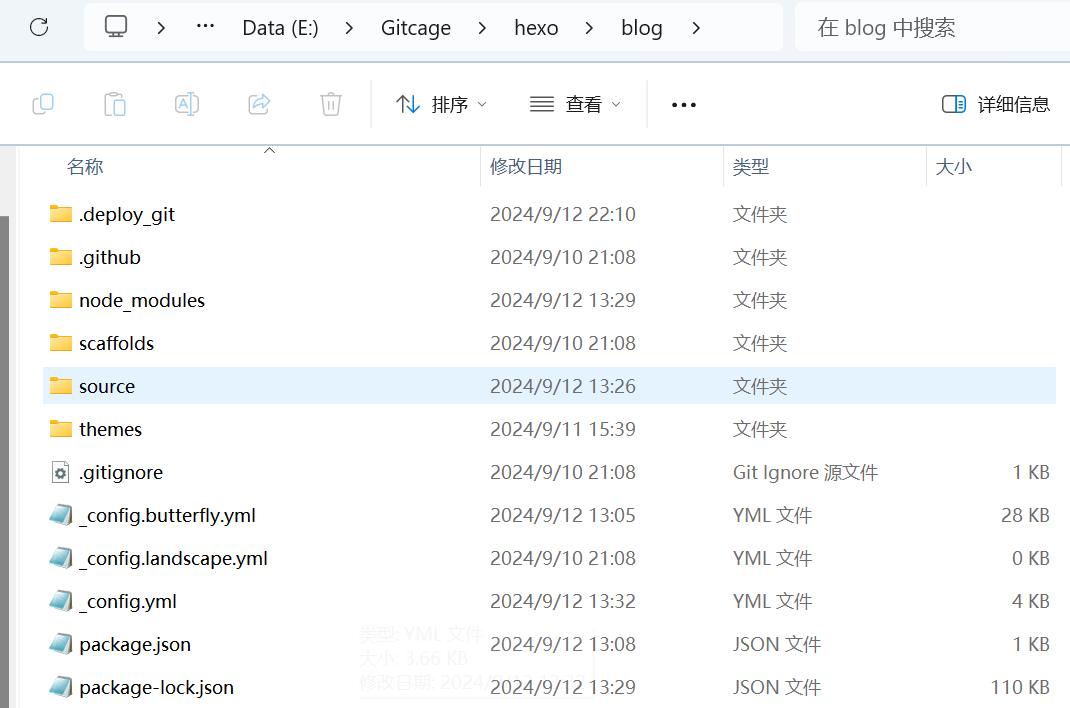 Data (E:) Gitcage hexo blog 在 blog 中搜索
排序 查看 详细信息
名称 修改日期 类型 大小
.deploy_git 2024/9/12 22:10 文件夹
.github 2024/9/10 21:08 文件夹
node_modules 2024/9/12 13:29 文件夹
scaffolds 2024/9/10 21:08 文件夹
source 2024/9/12 13:26 文件夹
themes 2024/9/11 15:39 文件夹
.gitignore 2024/9/10 21:08 Git Ignore 源文件 1 KB
_config.butterfly.yml 2024/9/12 13:05 YML 文件 28 KB
_config.landscape.yml 2024/9/10 21:08 YML 文件 0 KB
_config.yml 2024/9/12 13:32 YML 文件 4 KB
类型: YML 文件
package.json 2024/9/12 13:08 JSON 文件 1 KB
大小: 3.66 KB
修改日期: 2024/
package-lock.json 2024/9/12 13:29 JSON 文件 110 KB